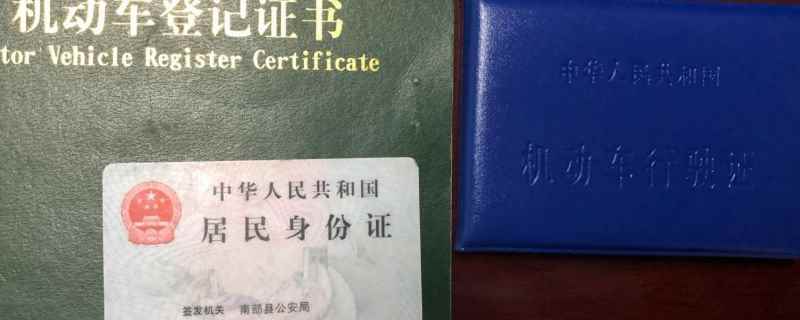 机动车登记证书
tor Vehicle Register Certificate
中华人民共和国
居民身份证
签发机关 南部县公安局
中华人民共和国
机动车行驶证